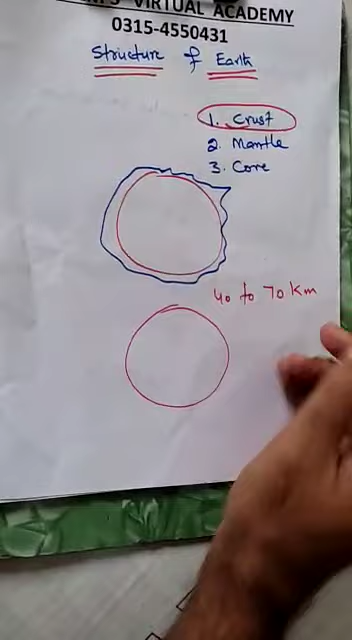 VIRTUAL ACADEMY
0315-4550431
Structure of Earth
1. Crust
2. Mantle
3. Core
40 to 70 km